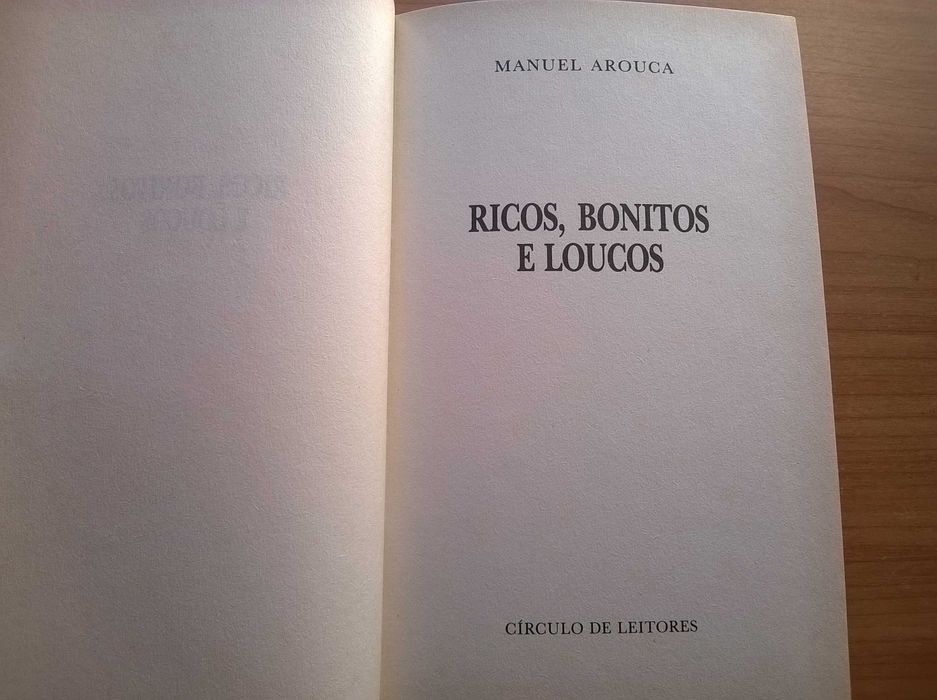 MANUEL AROUCA
RICOS, BONITOS
E LOUCOS
CÍRCULO DE LEITORES